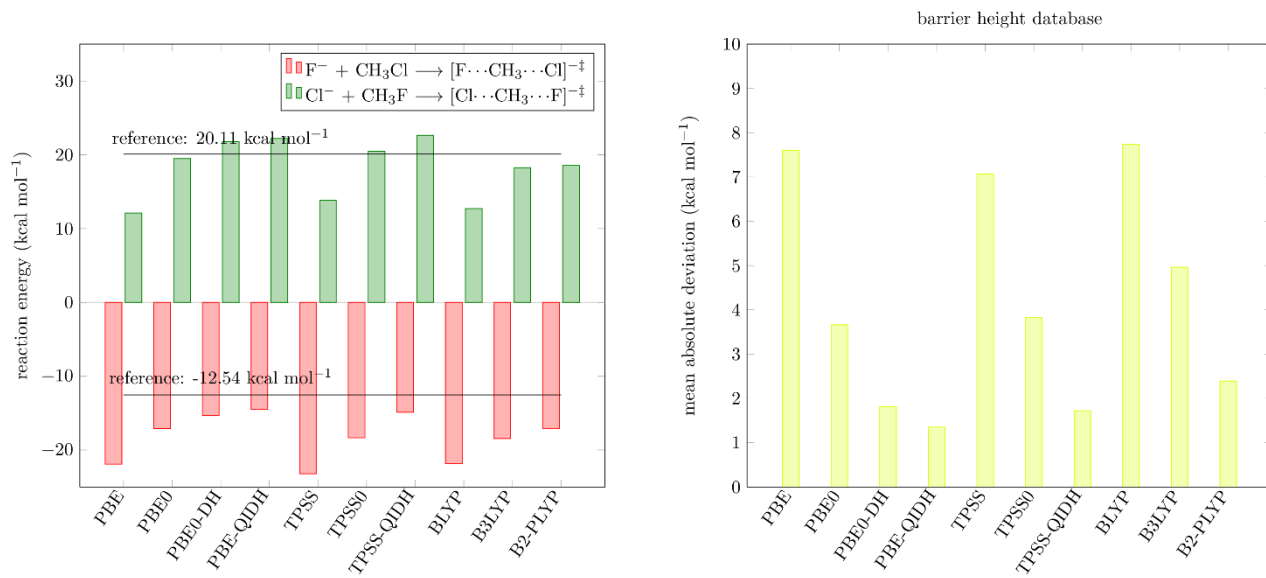 barrier height database
F⁻ + CH₃Cl ⟶ [F···CH₃···Cl]⁻‡
Cl⁻ + CH₃F ⟶ [Cl···CH₃···F]⁻‡
reference: 20.11 kcal mol⁻¹
reference: -12.54 kcal mol⁻¹
reaction energy (kcal mol⁻¹)
30
20
10
0
−10
−20
PBE
PBE0
PBE0-DH
PBE-QIDH
TPSS
TPSS0
TPSS-QIDH
BLYP
B3LYP
B2-PLYP
mean absolute deviation (kcal mol⁻¹)
10
9
8
7
6
5
4
3
2
1
0
PBE
PBE0
PBE0-DH
PBE-QIDH
TPSS
TPSS0
TPSS-QIDH
BLYP
B3LYP
B2-PLYP